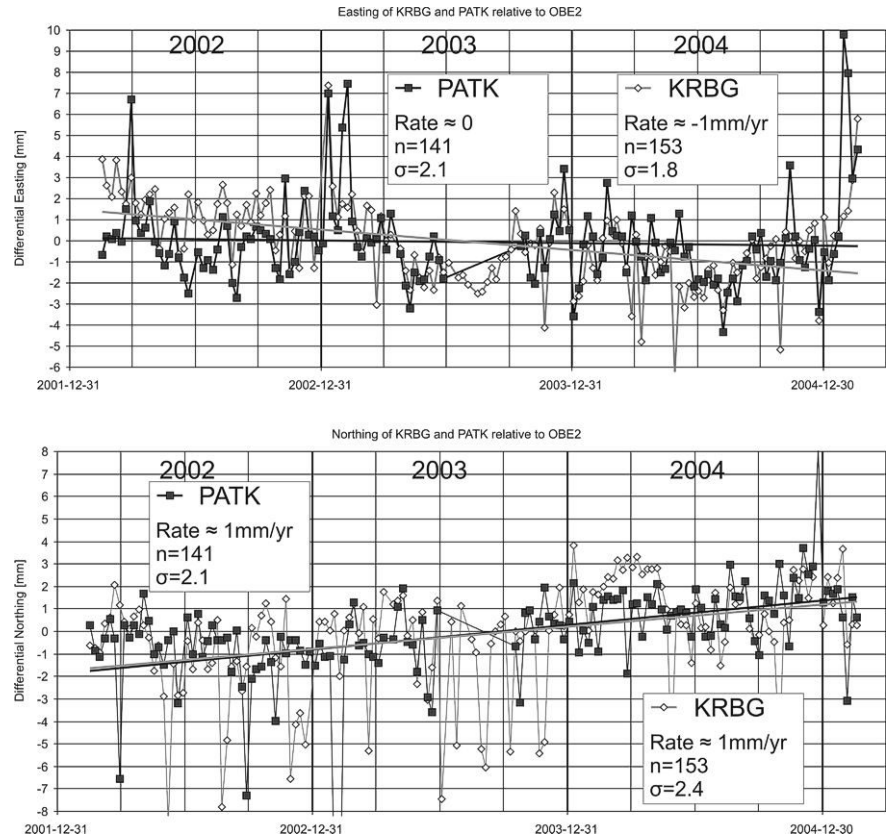 Easting of KRBG and PATK relative to OBE2
10
9
8
7
6
5
4
3
2
1
0
-1
-2
-3
-4
-5
-6
Differential Easting [mm]
2002
2003
2004
PATK
Rate ≈ 0
n=141
σ=2.1
KRBG
Rate ≈ -1mm/yr
n=153
σ=1.8
2001-12-31
2002-12-31
2003-12-31
2004-12-30
Northing of KRBG and PATK relative to OBE2
8
7
6
5
4
3
2
1
0
-1
-2
-3
-4
-5
-6
-7
-8
Differential Northing [mm]
2002
2003
2004
PATK
Rate ≈ 1mm/yr
n=141
σ=2.1
KRBG
Rate ≈ 1mm/yr
n=153
σ=2.4
2001-12-31
2002-12-31
2003-12-31
2004-12-30